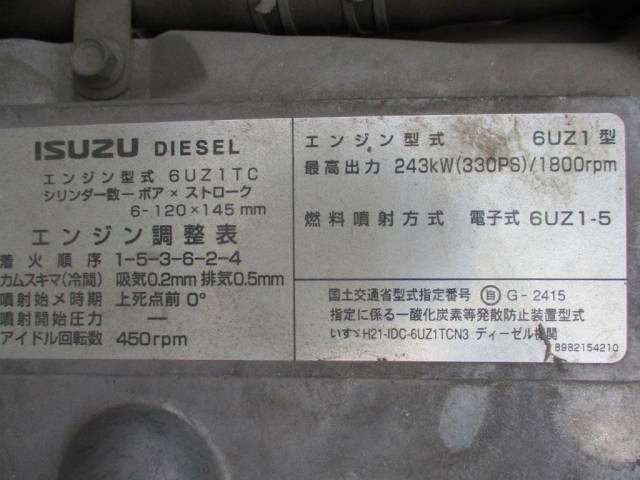 ISUZU DIESEL
エンジン型式 6UZ1TC
シリンダー数－ボア×ストローク
6-120×145mm
エンジン調整表
着火順序 1-5-3-6-2-4
カムスキマ(冷間) 吸気0.2mm 排気0.5mm
噴射始メ時期 上死点前0°
噴射開始圧力 －
アイドル回転数 450rpm
エンジン型式 6UZ1型
最高出力 243kW(330PS)/1800rpm
燃料噴射方式 電子式6UZ1-5
国土交通省型式指定番号 自 G-2415
指定に係る一酸化炭素等発散防止装置型式
いすゞH21-IDC-6UZ1TCN3 ディーゼル機関
8982154210